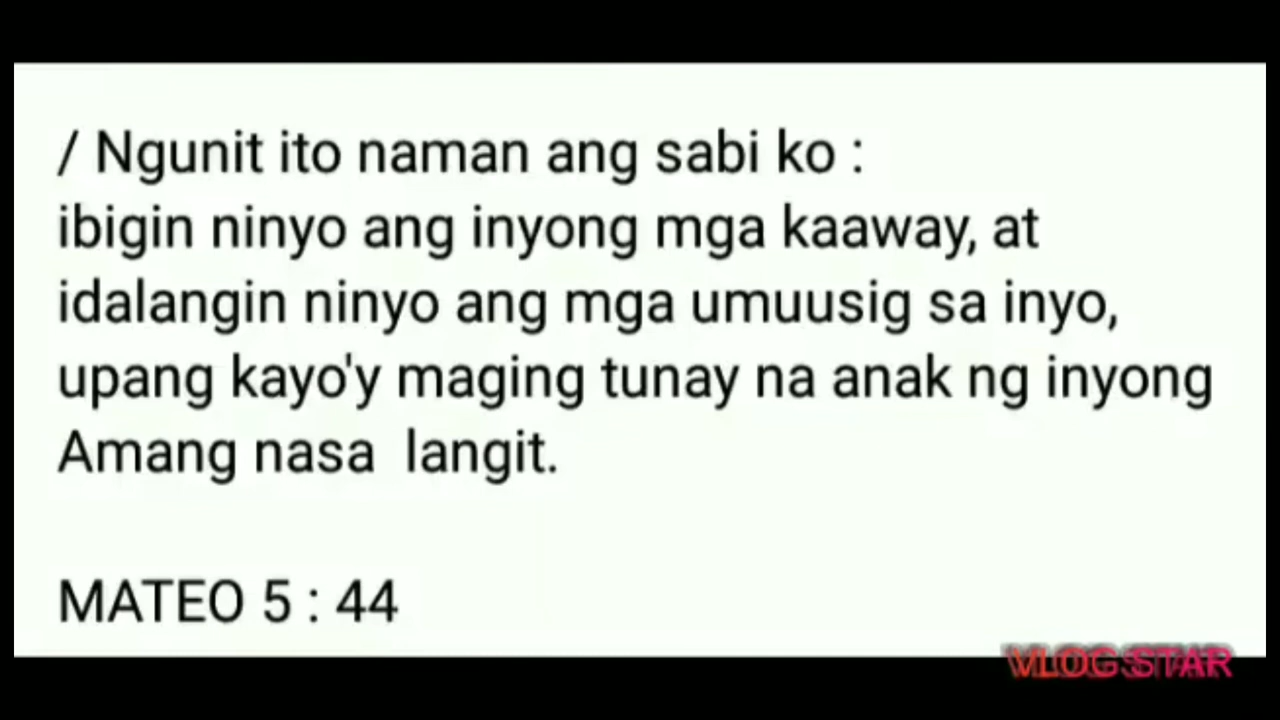 / Ngunit ito naman ang sabi ko :
ibigin ninyo ang inyong mga kaaway, at
idalangin ninyo ang mga umuusig sa inyo,
upang kayo'y maging tunay na anak ng inyong
Amang nasa  langit.
MATEO 5 : 44
VLOG STAR